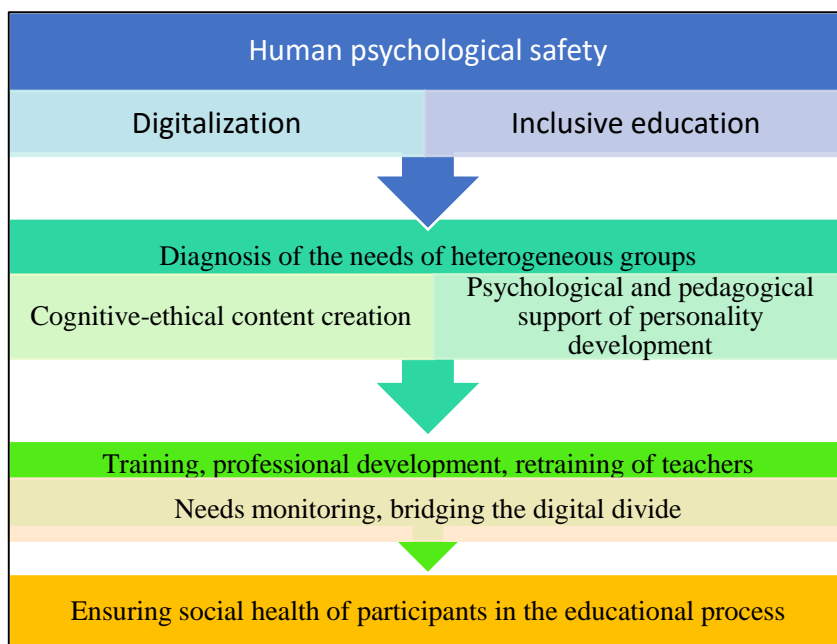 Human psychological safety
Digitalization
Inclusive education
Diagnosis of the needs of heterogeneous groups
Cognitive-ethical content creation
Psychological and pedagogical
support of personality
development
Training, professional development, retraining of teachers
Needs monitoring, bridging the digital divide
Ensuring social health of participants in the educational process